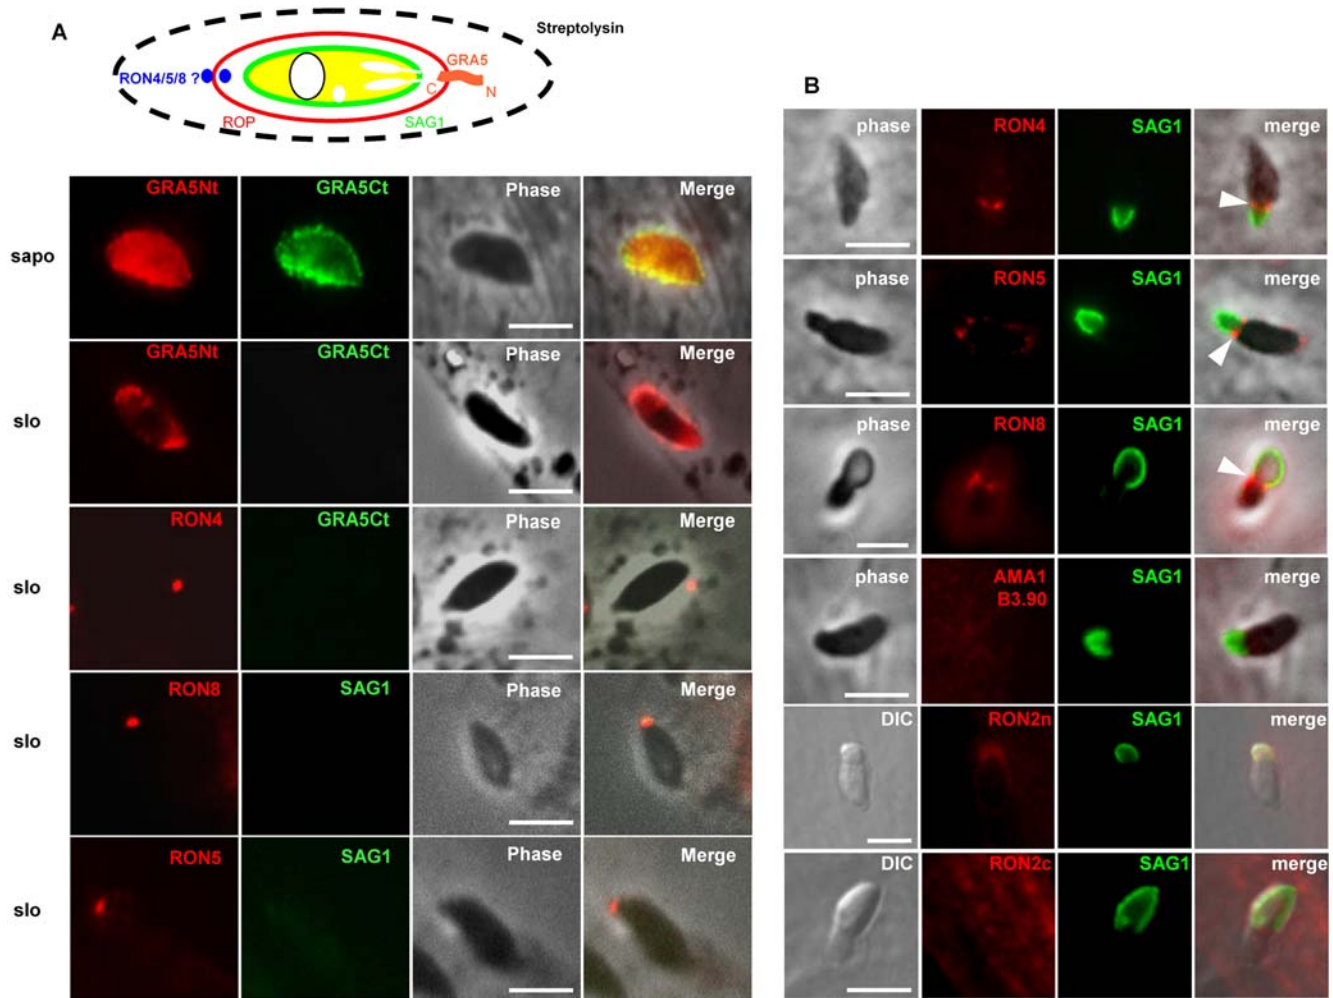 A
Streptolysin
RON4/5/8 ?
GRA5
C
N
ROP
SAG1
sapo
GRA5Nt
GRA5Ct
Phase
Merge
slo
GRA5Nt
GRA5Ct
Phase
Merge
slo
RON4
GRA5Ct
Phase
Merge
slo
RON8
SAG1
Phase
Merge
slo
RON5
SAG1
Phase
Merge
B
phase
RON4
SAG1
merge
phase
RON5
SAG1
merge
phase
RON8
SAG1
merge
phase
AMA1
B3.90
SAG1
merge
DIC
RON2n
SAG1
merge
DIC
RON2c
SAG1
merge